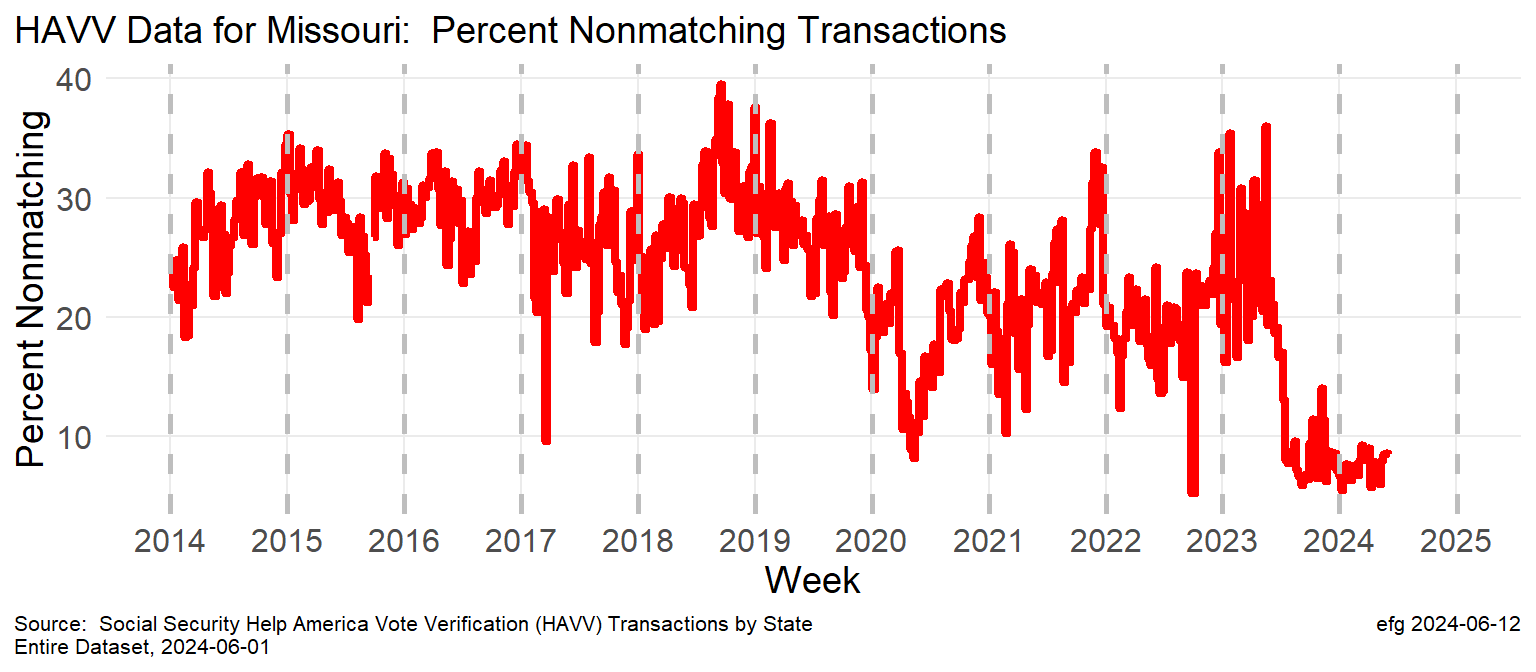 HAVV Data for Missouri:  Percent Nonmatching Transactions
Percent Nonmatching
40
30
20
10
2014 2015 2016 2017 2018 2019 2020 2021 2022 2023 2024 2025
Week
Source:  Social Security Help America Vote Verification (HAVV) Transactions by State
Entire Dataset, 2024-06-01
efg 2024-06-12